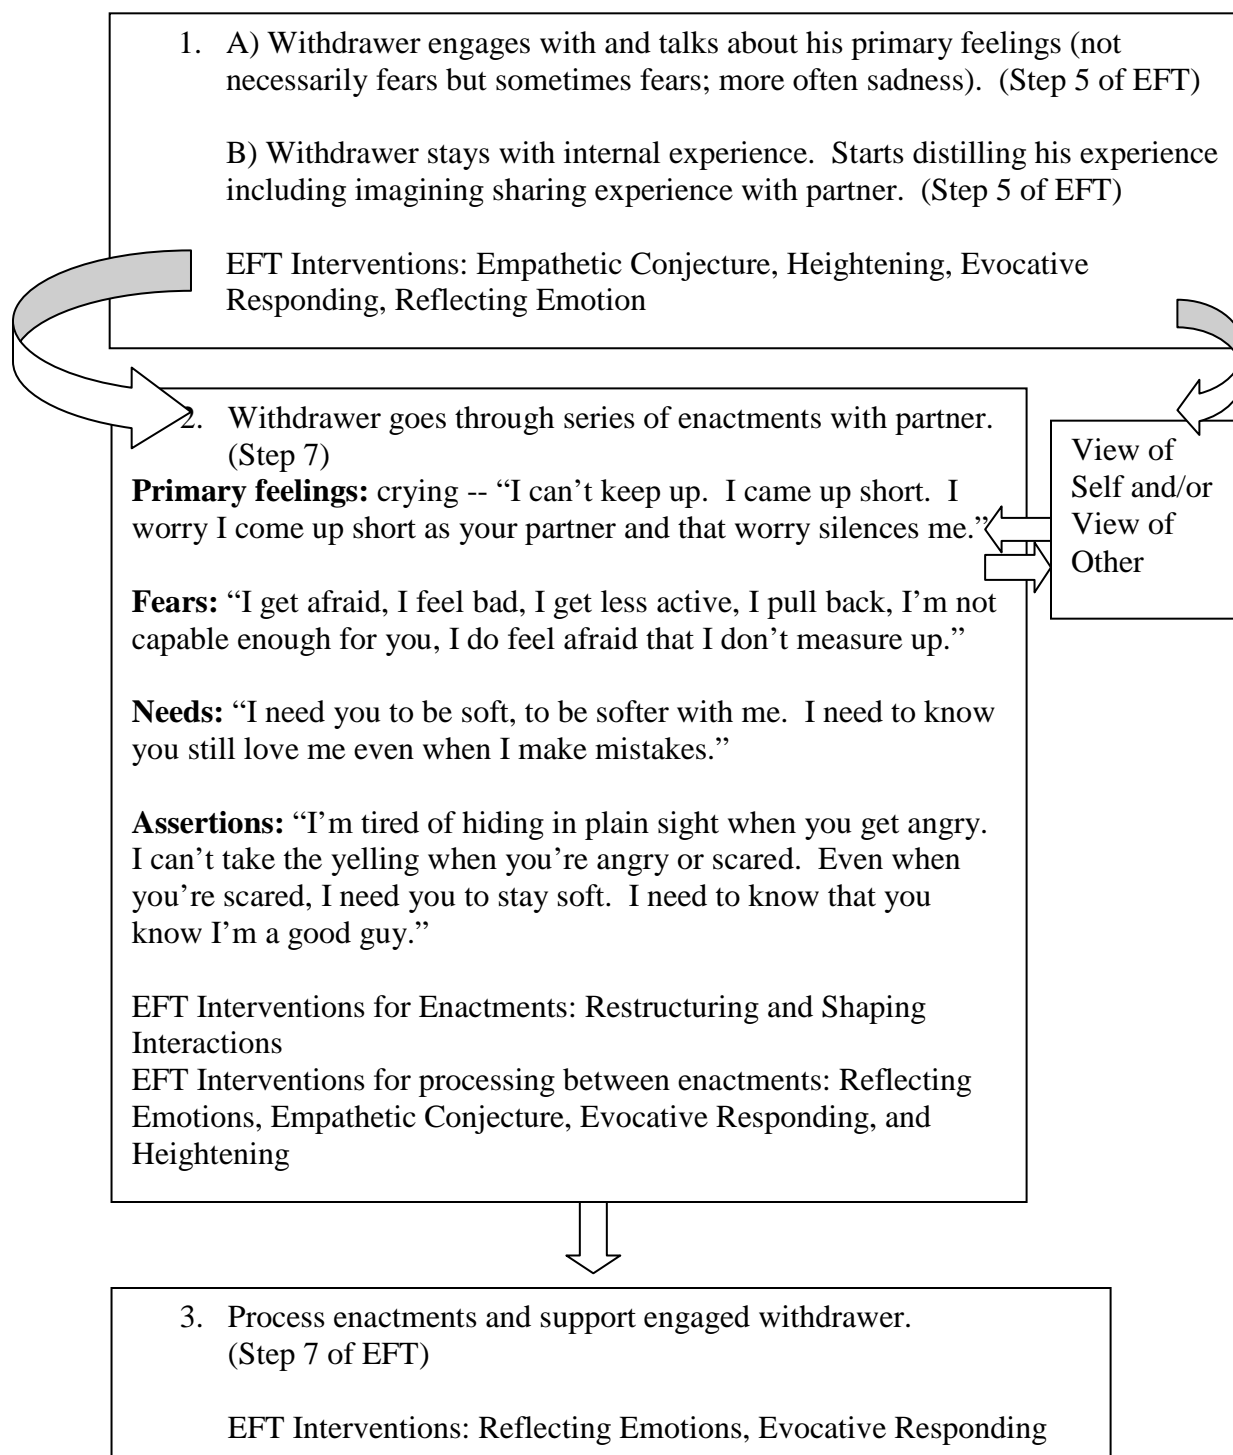 1. A) Withdrawer engages with and talks about his primary feelings (not
necessarily fears but sometimes fears; more often sadness). (Step 5 of EFT)
B) Withdrawer stays with internal experience. Starts distilling his experience
including imagining sharing experience with partner. (Step 5 of EFT)
EFT Interventions: Empathetic Conjecture, Heightening, Evocative
Responding, Reflecting Emotion
2. Withdrawer goes through series of enactments with partner.
(Step 7)
Primary feelings: crying -- “I can’t keep up. I came up short. I
worry I come up short as your partner and that worry silences me.”
Fears: “I get afraid, I feel bad, I get less active, I pull back, I’m not
capable enough for you, I do feel afraid that I don’t measure up.”
Needs: “I need you to be soft, to be softer with me. I need to know
you still love me even when I make mistakes.”
Assertions: “I’m tired of hiding in plain sight when you get angry.
I can’t take the yelling when you’re angry or scared. Even when
you’re scared, I need you to stay soft. I need to know that you
know I’m a good guy.”
EFT Interventions for Enactments: Restructuring and Shaping
Interactions
EFT Interventions for processing between enactments: Reflecting
Emotions, Empathetic Conjecture, Evocative Responding, and
Heightening
View of
Self and/or
View of
Other
3. Process enactments and support engaged withdrawer.
(Step 7 of EFT)
EFT Interventions: Reflecting Emotions, Evocative Responding